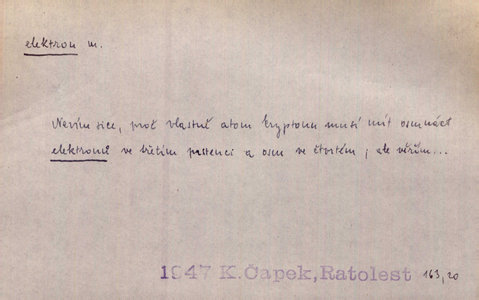 elektron m.
Nevím sice, proč vlastně atom kryptonu musí mít osmnáct
elektronů ve třetím prstenci a osm ve čtvrtém, ale věřím...
1947 K.Čapek, Ratolest 163, 20